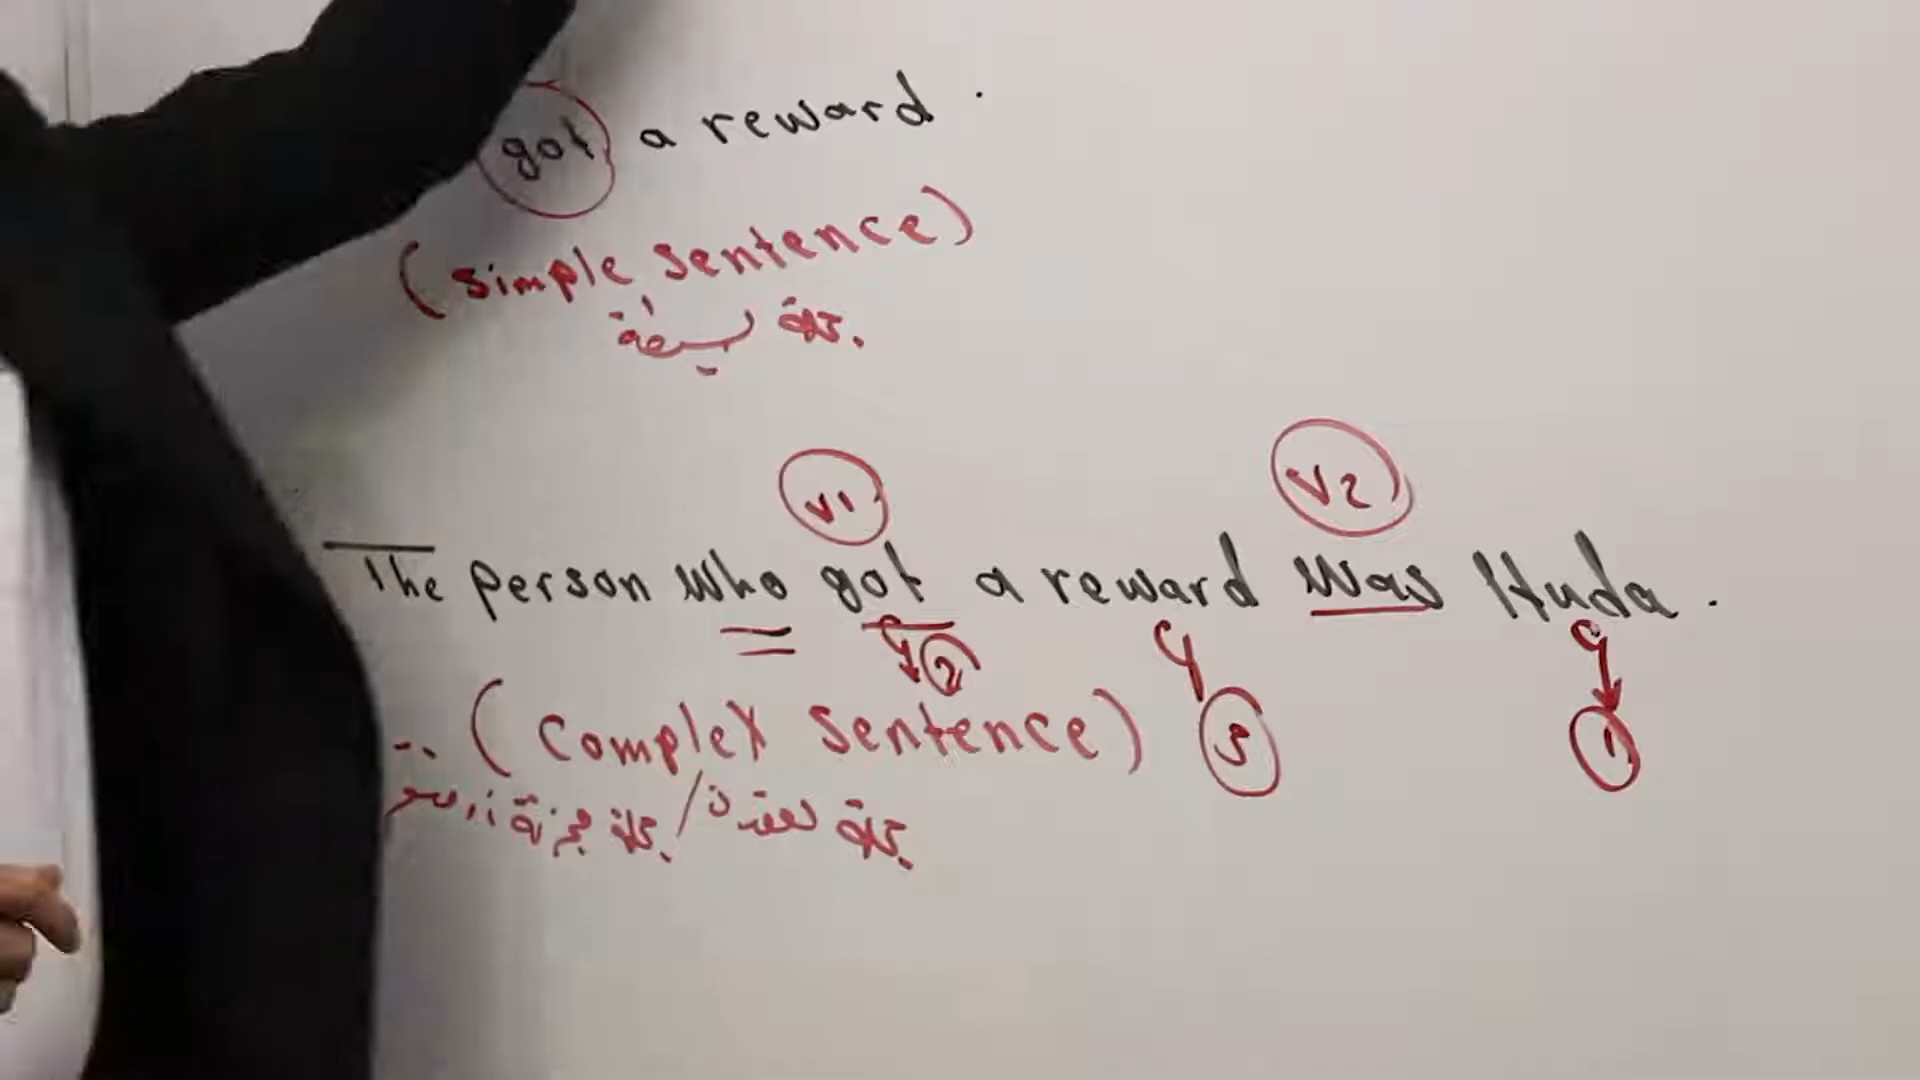 got a reward.
(simple sentence)
جملة بسيطة
V1 V2
The person who got a reward was Huda.
2
(Complex sentence) 3 1
جملة معقدة / جملة مجزئة